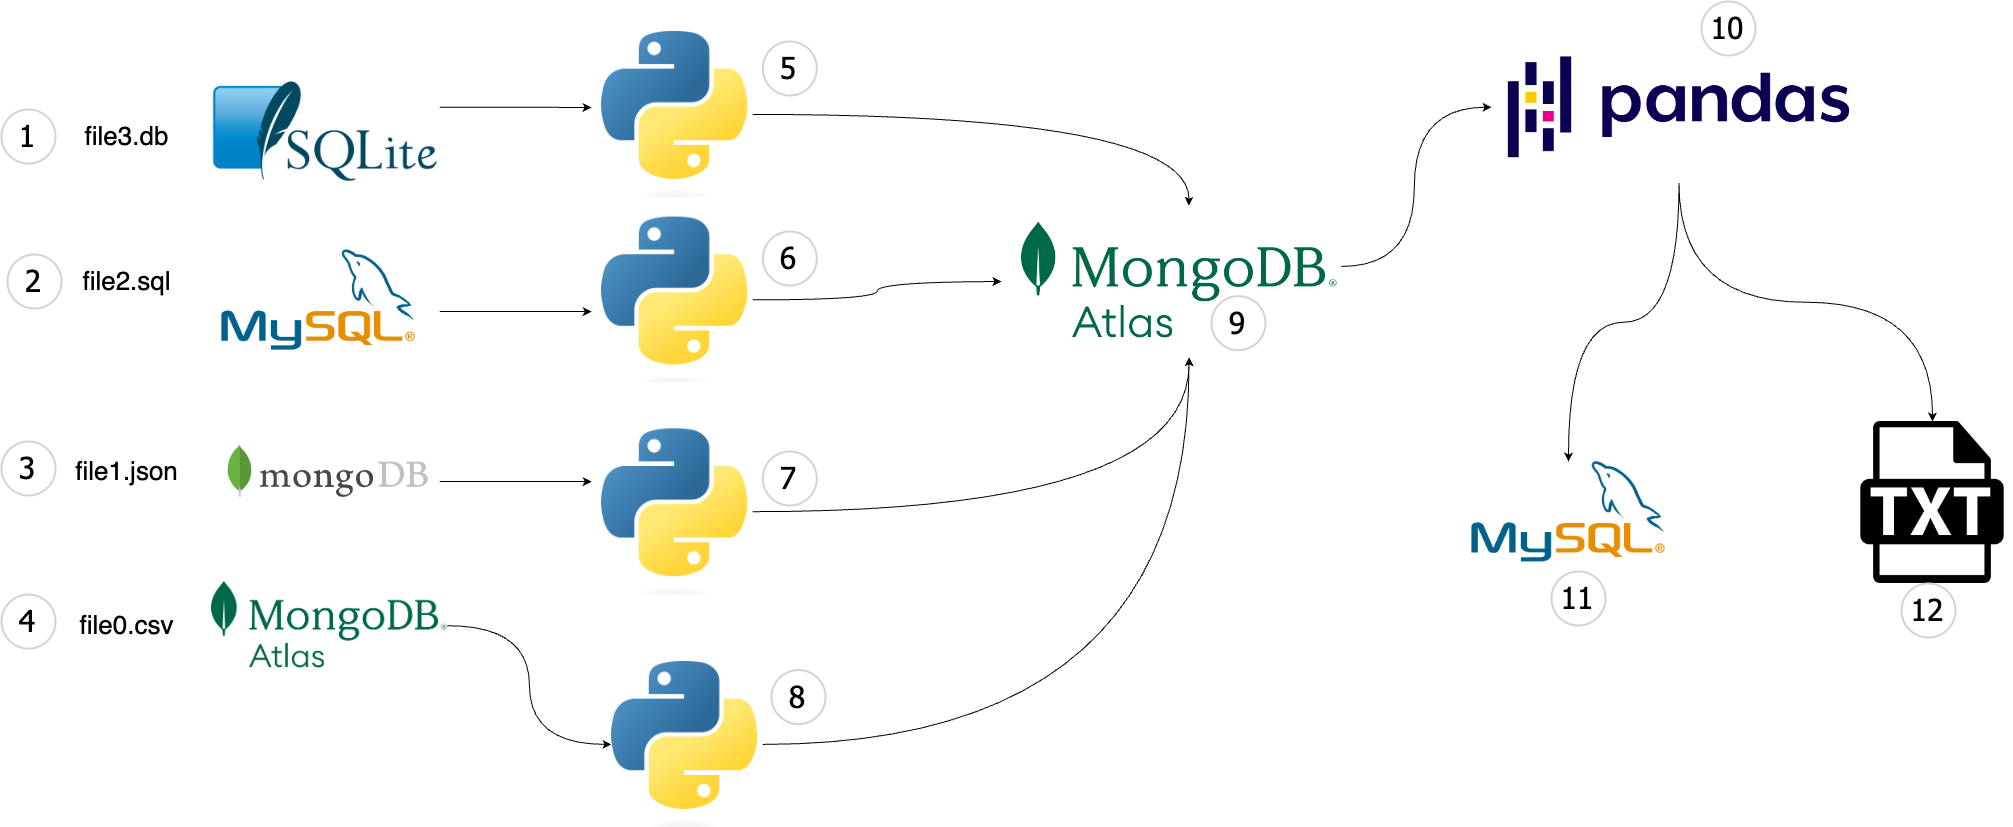 10
5
pandas
1
file3.db
SQLite
6
2
file2.sql
MySQL®
MongoDB®
Atlas
9
3
file1.json
mongoDB
7
MySQL®
TXT
11
12
4
file0.csv
MongoDB®
Atlas
8